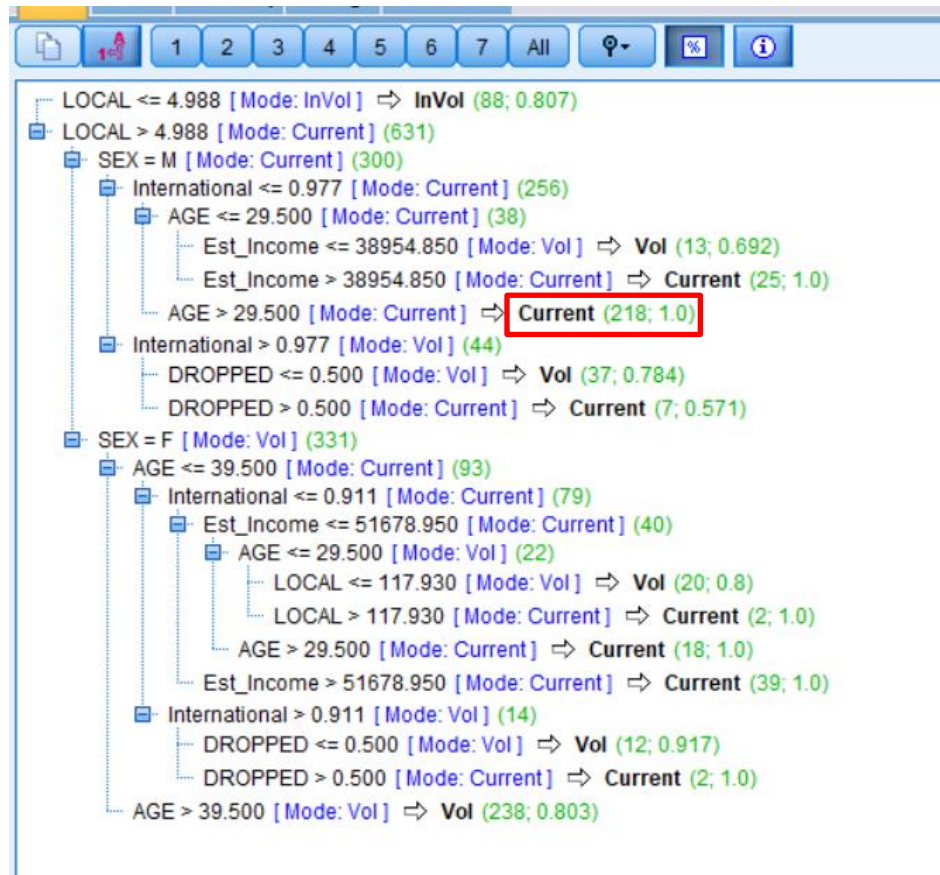 1 A 1 2 3 4 5 6 7 All %
LOCAL <= 4.988 [Mode: InVol] ⇨ InVol (88; 0.807)
LOCAL > 4.988 [Mode: Current] (631)
SEX = M [Mode: Current] (300)
International <= 0.977 [Mode: Current] (256)
AGE <= 29.500 [Mode: Current] (38)
Est_Income <= 38954.850 [Mode: Vol] ⇨ Vol (13; 0.692)
Est_Income > 38954.850 [Mode: Current] ⇨ Current (25; 1.0)
AGE > 29.500 [Mode: Current] ⇨ Current (218; 1.0)
International > 0.977 [Mode: Vol] (44)
DROPPED <= 0.500 [Mode: Vol] ⇨ Vol (37; 0.784)
DROPPED > 0.500 [Mode: Current] ⇨ Current (7; 0.571)
SEX = F [Mode: Vol] (331)
AGE <= 39.500 [Mode: Current] (93)
International <= 0.911 [Mode: Current] (79)
Est_Income <= 51678.950 [Mode: Current] (40)
AGE <= 29.500 [Mode: Vol] (22)
LOCAL <= 117.930 [Mode: Vol] ⇨ Vol (20; 0.8)
LOCAL > 117.930 [Mode: Current] ⇨ Current (2; 1.0)
AGE > 29.500 [Mode: Current] ⇨ Current (18; 1.0)
Est_Income > 51678.950 [Mode: Current] ⇨ Current (39; 1.0)
International > 0.911 [Mode: Vol] (14)
DROPPED <= 0.500 [Mode: Vol] ⇨ Vol (12; 0.917)
DROPPED > 0.500 [Mode: Current] ⇨ Current (2; 1.0)
AGE > 39.500 [Mode: Vol] ⇨ Vol (238; 0.803)